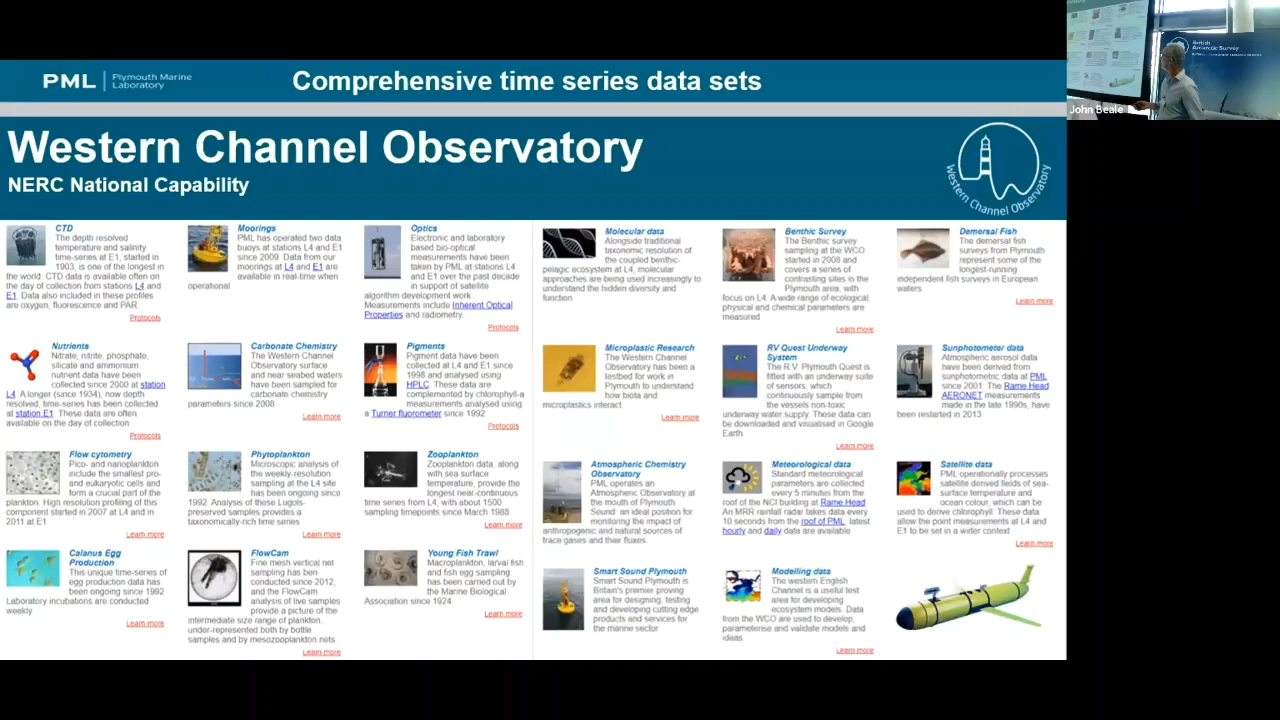 PML | Plymouth Marine
Laboratory
Comprehensive time series data sets
Western Channel Observatory
NERC National Capability
Western Channel Observatory
British
Antarctic Survey
John Beale
CTD
The depth resolved
temperature and salinity
time-series at E1, started in
1903, is one of the longest in
the world. CTD data is available often on
the day of collection from stations L4 and
E1. Data also included in these profiles
are oxygen, fluorescence and PAR
Protocols
Moorings
PML has operated two data
buoys at stations L4 and E1
since 2009. Data from our
moorings at L4 and E1 are
available in real-time when
operational
Optics
Electronic and laboratory
based bio-optical
measurements have been
taken by PML at stations L4
and E1 over the past decade
in support of satellite
algorithm development work.
Measurements include Inherent Optical
Properties and radiometry.
Protocols
Molecular data
Alongside traditional
taxonomic resolution of
the coupled benthic-
pelagic ecosystem at L4, molecular
approaches are being used increasingly to
understand the hidden diversity and
function
Benthic Survey
The Benthic survey
sampling at the WCO
started in 2008 and
covers a series of
contrasting sites in the
Plymouth area, with
focus on L4. A wide range of ecological,
physical and chemical parameters are
measured
Learn more
Demersal Fish
The demersal fish
surveys from Plymouth
represent some of the
longest-running
independent fish surveys in European
waters
Learn more
Nutrients
Nitrate, nitrite, phosphate,
silicate and ammonium
nutrient data have been
collected since 2000 at station
L4. A longer (since 1934), now depth
resolved, time-series has been collected
at station E1. These data are often
available on the day of collection
Protocols
Carbonate Chemistry
The Western Channel
Observatory surface
and near seabed waters
have been sampled for
carbonate chemistry
parameters since 2008
Learn more
Pigments
Pigment data have been
collected at L4 and E1 since
1998 and analysed using
HPLC. These data are
complemented by chlorophyll-a
measurements analysed using
a Turner fluorometer since 1992
Protocols
Microplastic Research
The Western Channel
Observatory has been a
testbed for work in
Plymouth to understand
how biota and
microplastics interact
Learn more
RV Quest Underway
System
The R.V. Plymouth Quest is
fitted with an underway suite
of sensors, which
continuously sample from
the vessels non-toxic
underway water supply. These data can
be downloaded and visualised in Google
Earth
Learn more
Sunphotometer data
Atmospheric aerosol data
have been derived from
sunphotometric data at PML
since 2001. The Rame Head
AERONET measurements
made in the late 1990s, have
been restarted in 2013
Flow cytometry
Pico- and nanoplankton
include the smallest pro-
and eukaryotic cells and
form a crucial part of the
plankton. High resolution profiling of this
component started in 2007 at L4 and in
2011 at E1
Learn more
Phytoplankton
Microscopic analysis of
the weekly-resolution
sampling at the L4 site
has been ongoing since
1992. Analysis of these Lugols-
preserved samples provides a
taxonomically-rich time series
Learn more
Zooplankton
Zooplankton data, along
with sea surface
temperature, provide the
longest near-continuous
time series from L4, with about 1500
sampling timepoints since March 1988.
Learn more
Atmospheric Chemistry
Observatory
PML operates an
Atmospheric Observatory at
the mouth of Plymouth
Sound: an ideal position for
monitoring the impact of
anthropogenic and natural sources of
trace gases and their fluxes.
Meteorological data
Standard meteorological
parameters are collected
every 5 minutes from the
roof of the NCI building at Rame Head
An MRR rainfall radar takes data every
10 seconds from the roof of PML. latest
hourly and daily data are available
Satellite data
PML operationally processes
satellite derived fields of sea-
surface temperature and
ocean colour, which can be
used to derive chlorophyll. These data
allow the point measurements at L4 and
E1 to be set in a wider context.
Learn more
Calanus Egg
Production
This unique time-series of
egg production data has
been ongoing since 1992
Laboratory incubations are conducted
weekly
Learn more
FlowCam
Fine mesh vertical net
sampling has ben
conducted since 2012,
and the FlowCam
analysis of live samples
provide a picture of the
intermediate size range of plankton,
under-represented both by bottle
samples and by mesozooplankton nets
Learn more
Young Fish Trawl
Macroplankton, larval fish
and fish egg sampling
has been carried out by
the Marine Biological
Association since 1924
Learn more
Smart Sound Plymouth
Smart Sound Plymouth is
Britain's premier proving
area for designing, testing
and developing cutting edge
products and services for
the marine sector.
Modelling data
The western English
Channel is a useful test
area for developing
ecosystem models. Data
from the WCO are used to develop,
parameterise and validate models and
ideas
Learn more